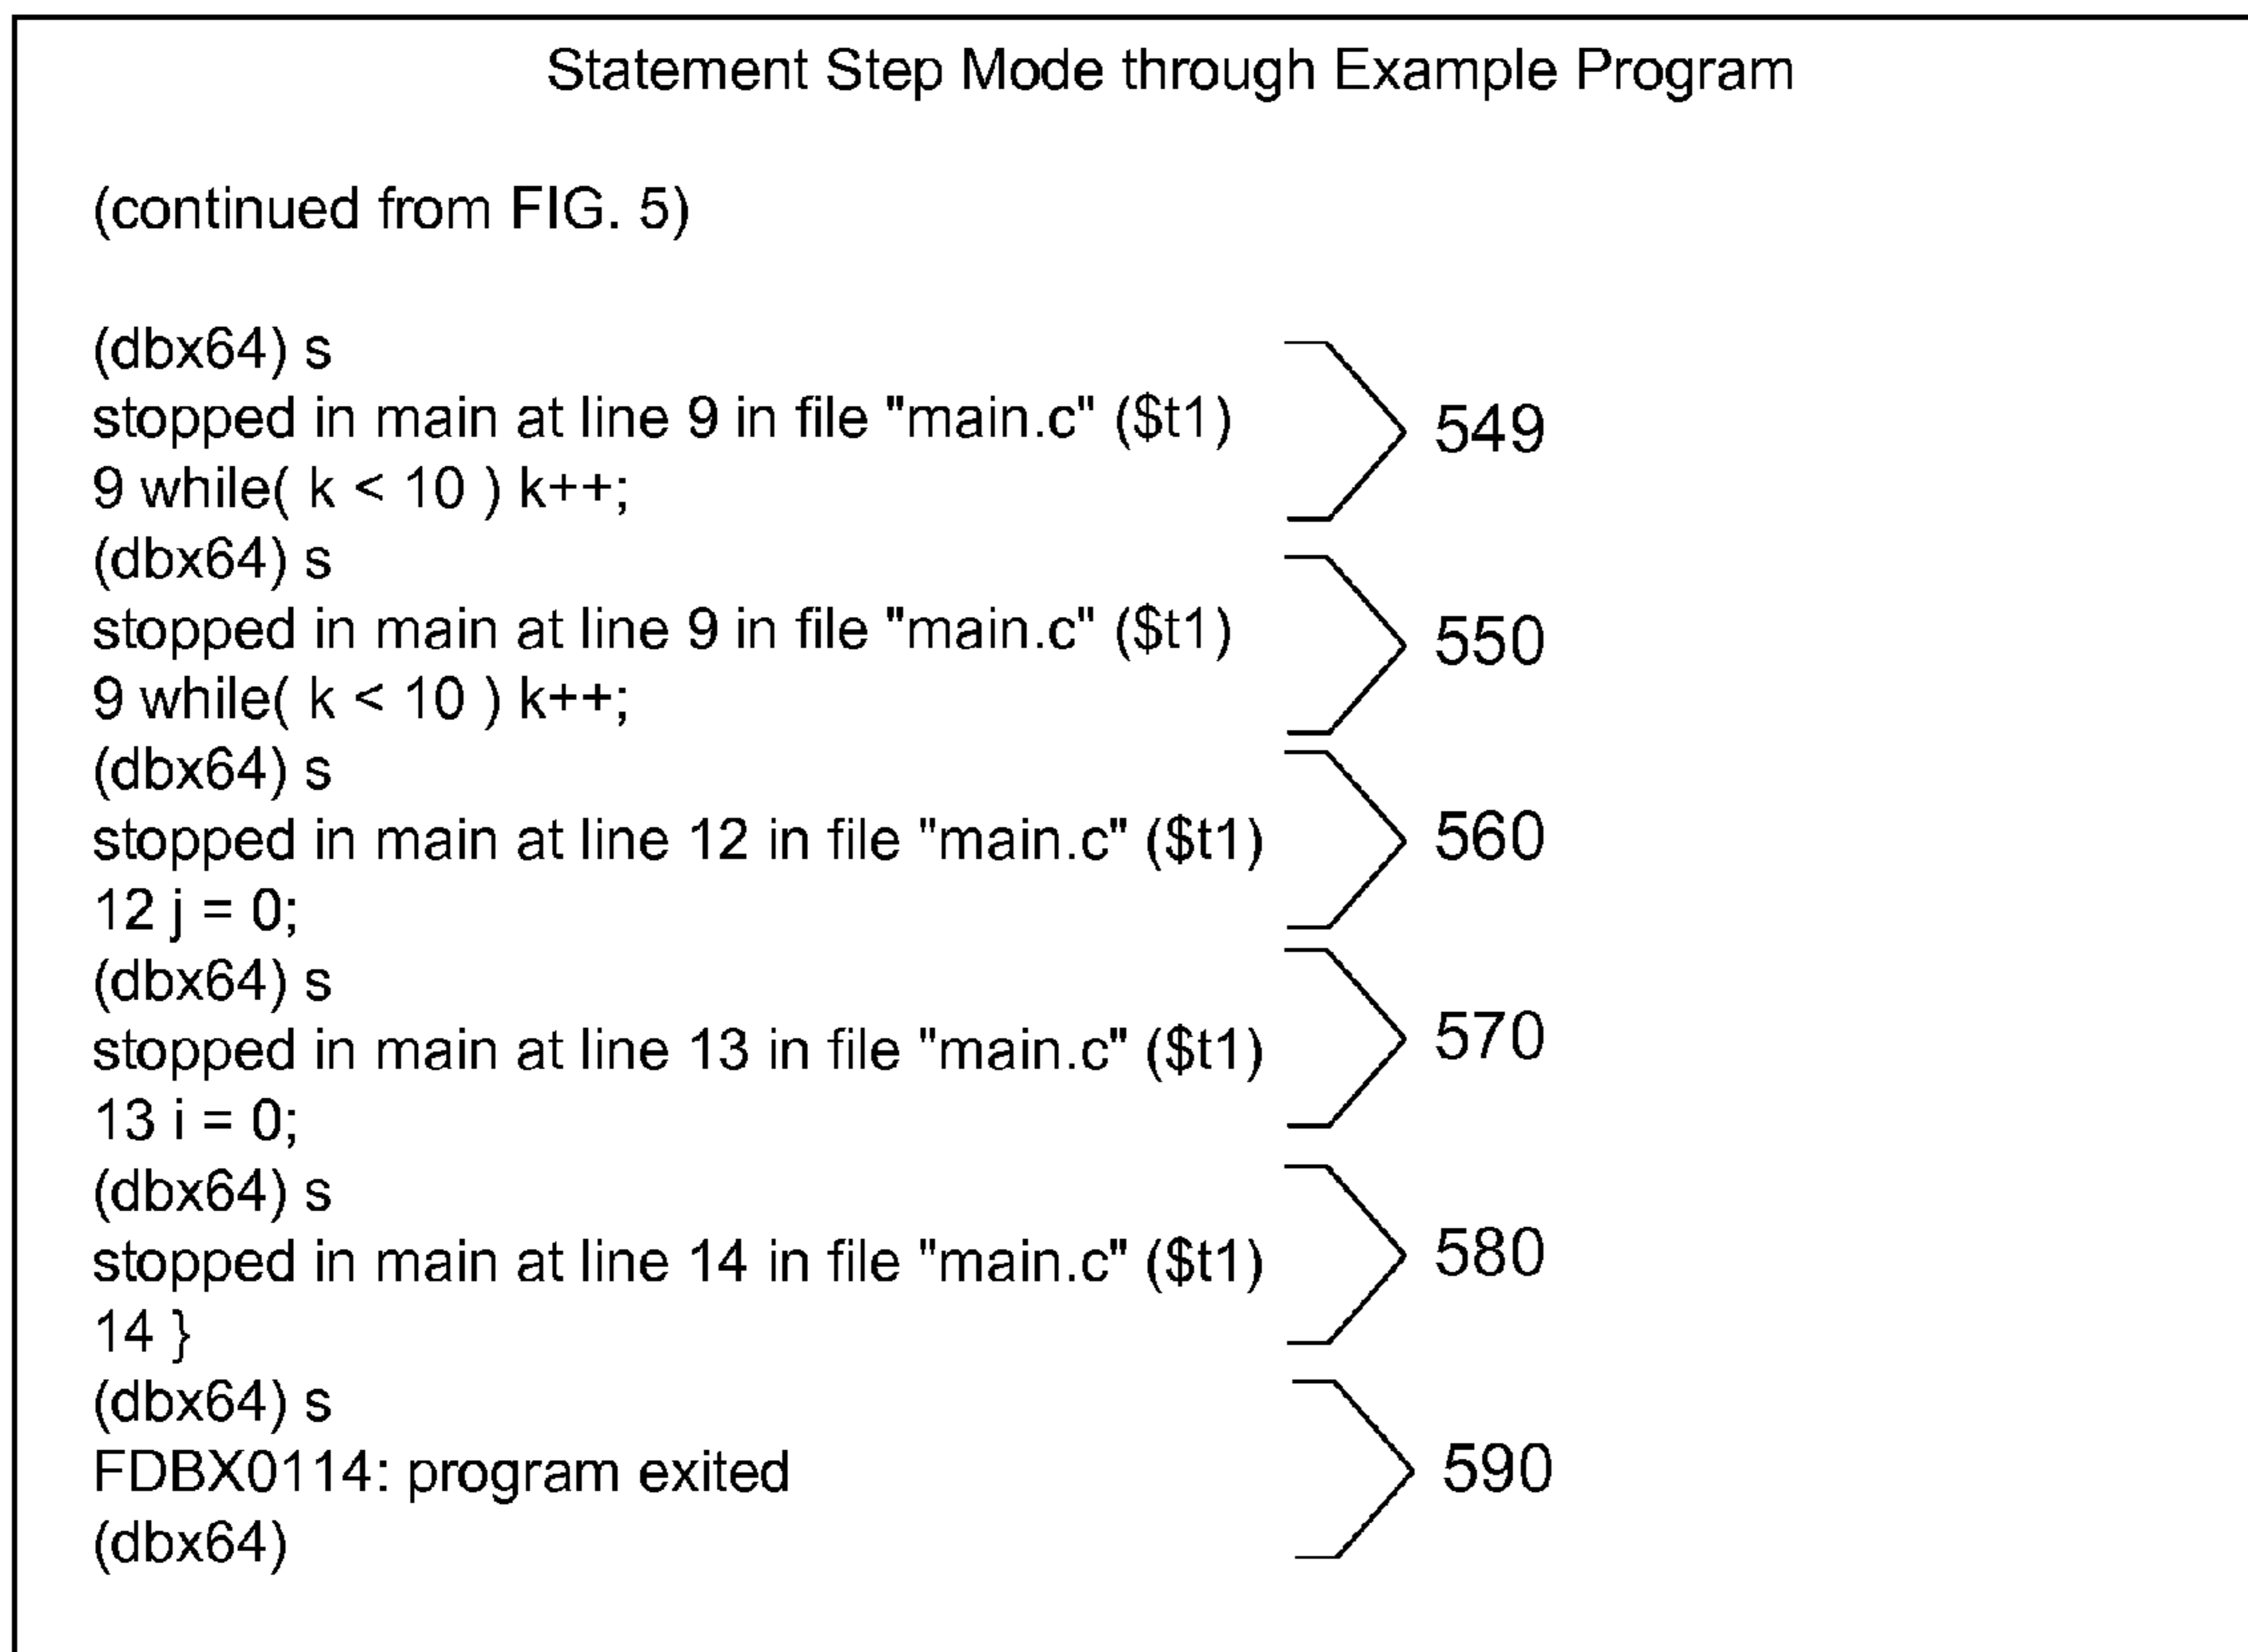 Statement Step Mode through Example Program
(continued from FIG. 5)
(dbx64) s
stopped in main at line 9 in file "main.c" ($t1)
9 while( k < 10 ) k++;
549
(dbx64) s
stopped in main at line 9 in file "main.c" ($t1)
9 while( k < 10 ) k++;
550
(dbx64) s
stopped in main at line 12 in file "main.c" ($t1)
12 j = 0;
560
(dbx64) s
stopped in main at line 13 in file "main.c" ($t1)
13 i = 0;
570
(dbx64) s
stopped in main at line 14 in file "main.c" ($t1)
14 }
580
(dbx64) s
FDBX0114: program exited
(dbx64)
590